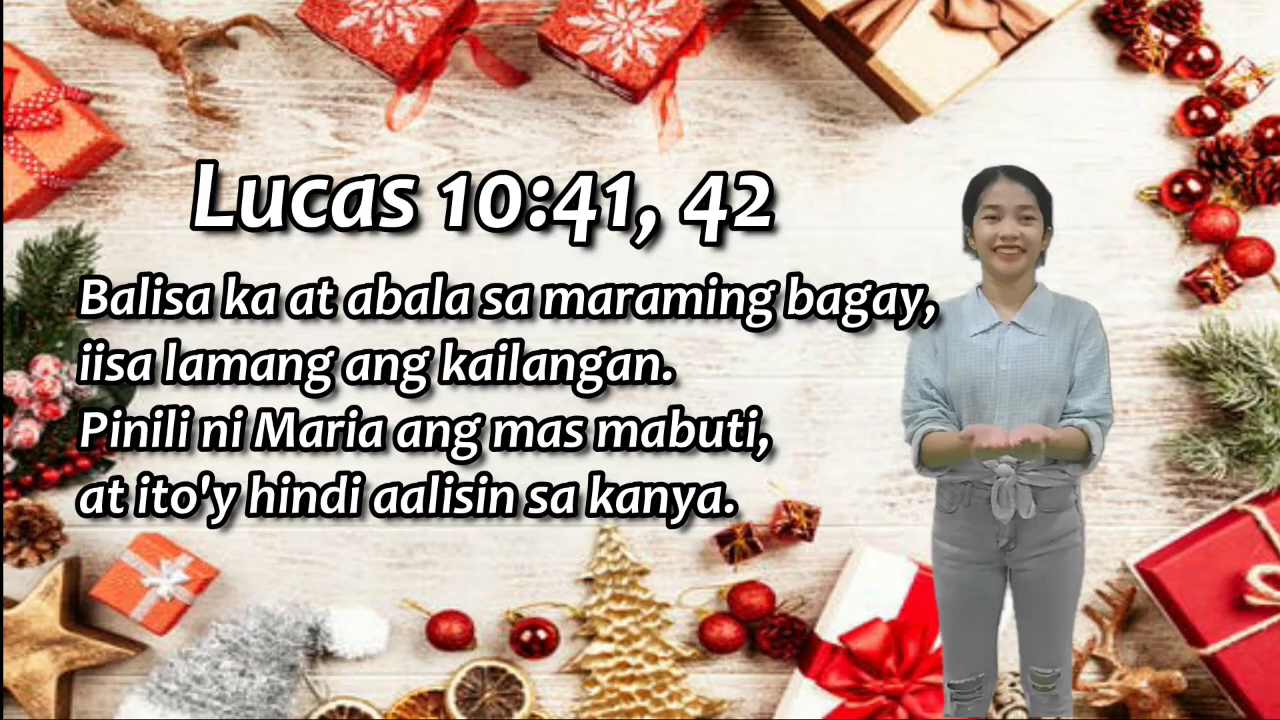 Lucas 10:41, 42
Balisa ka at abala sa maraming bagay,
iisa lamang ang kailangan.
Pinili ni Maria ang mas mabuti,
at ito'y hindi aalisin sa kanya.